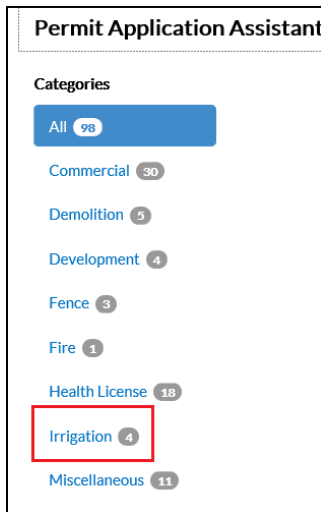 Permit Application Assistant
Categories
All 98
Commercial 30
Demolition 5
Development 4
Fence 3
Fire 1
Health License 18
Irrigation 4
Miscellaneous 11